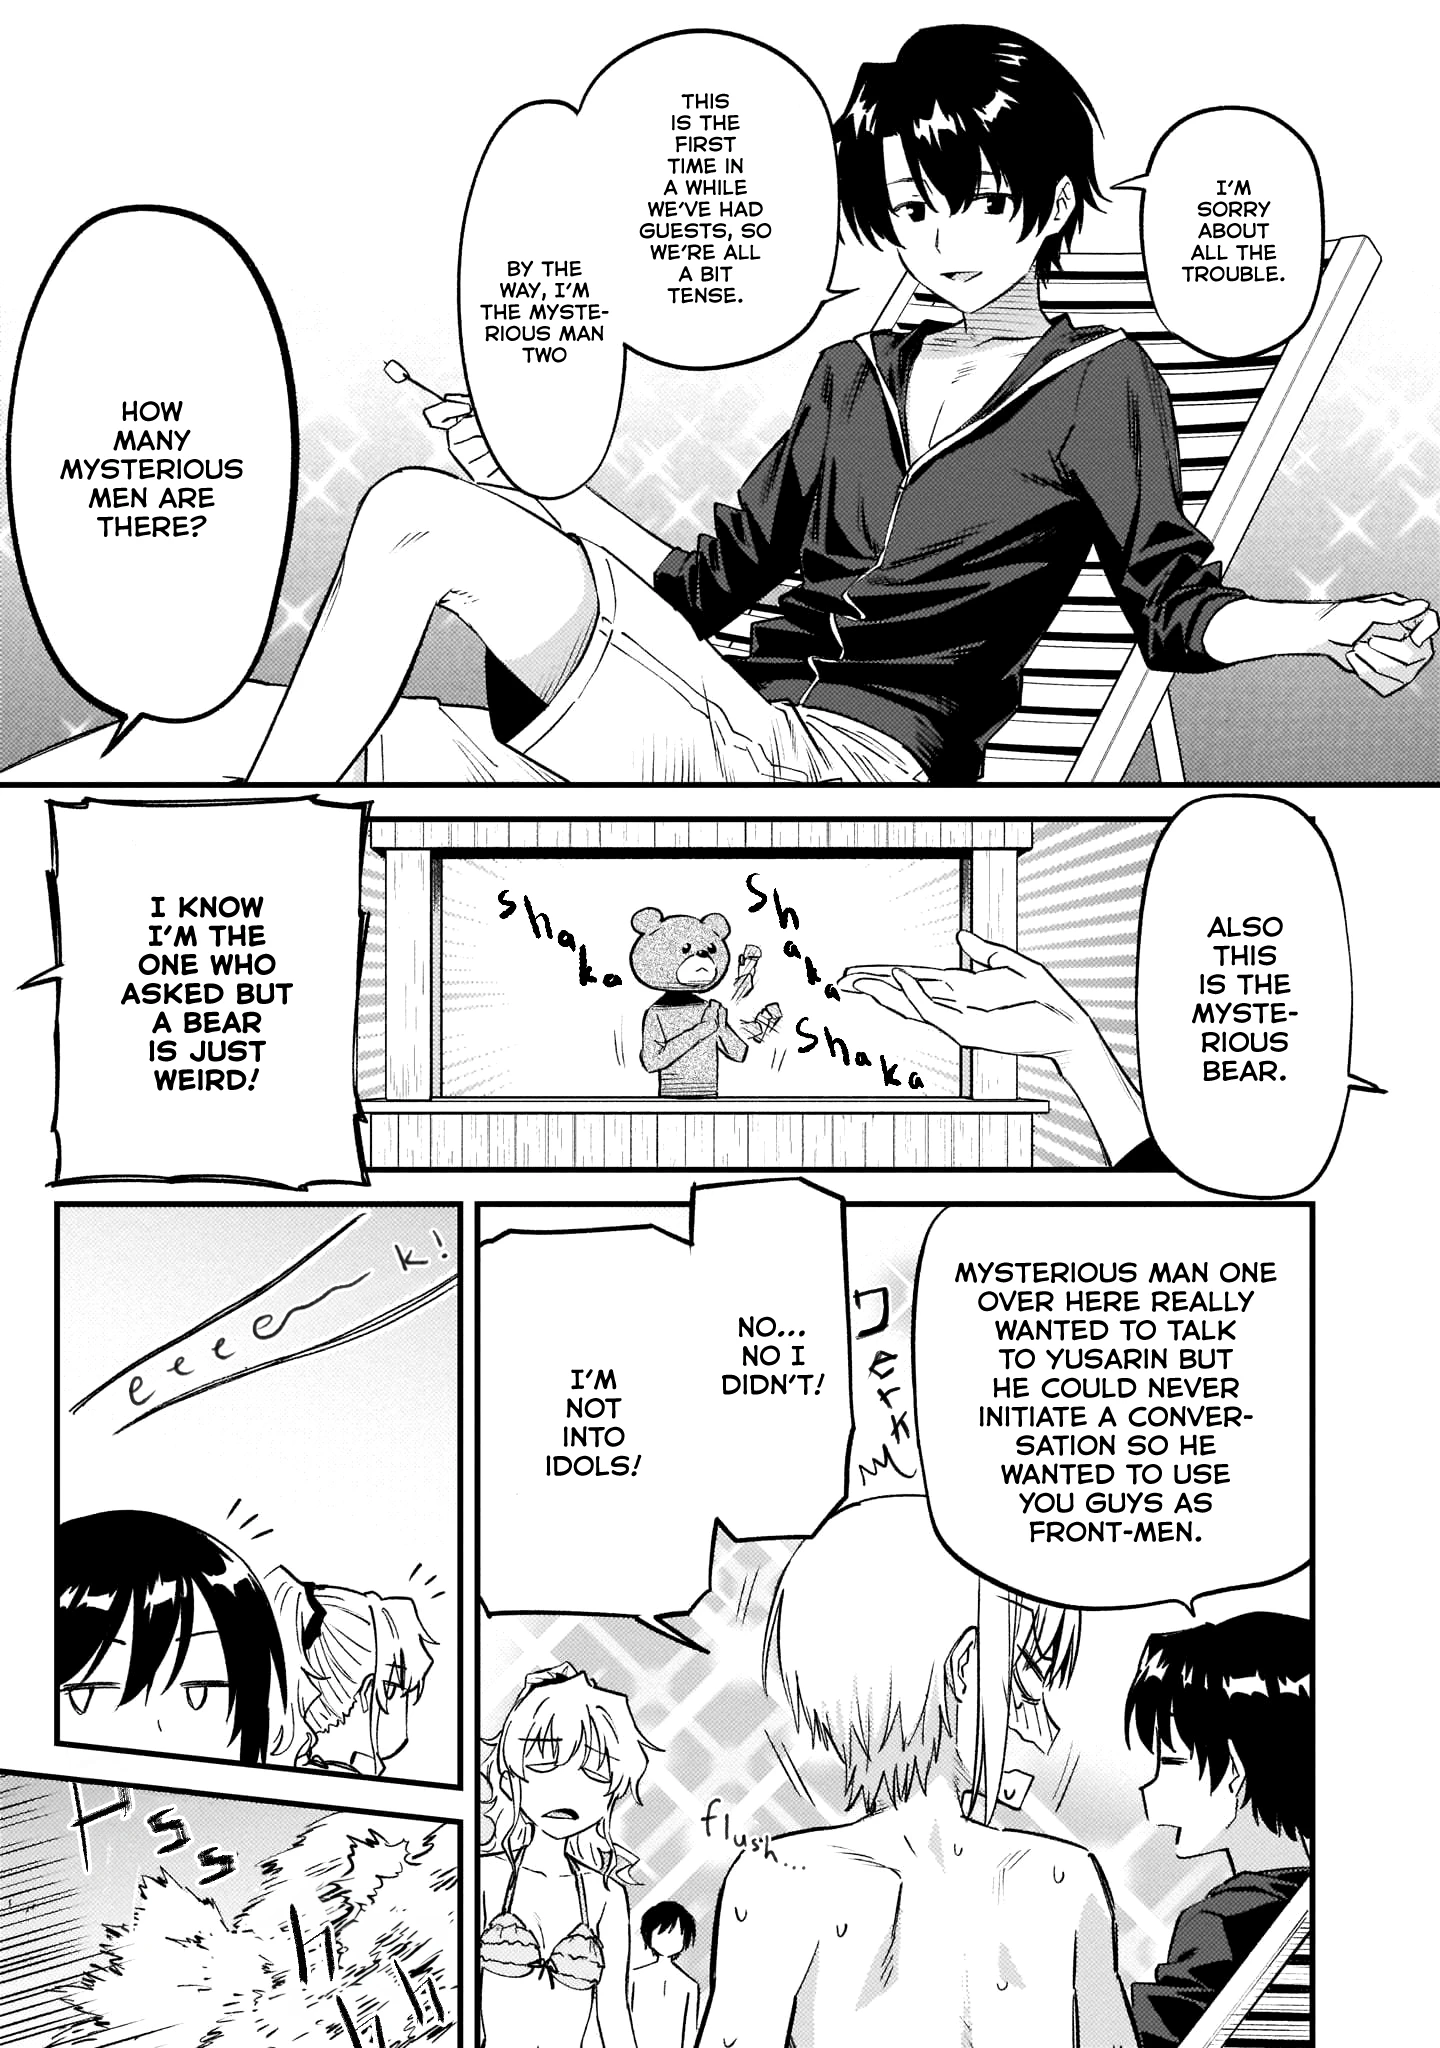 I'M
SORRY
ABOUT
ALL THE
TROUBLE.
THIS
IS THE
FIRST
TIME IN
A WHILE
WE'VE HAD
GUESTS, SO
WE'RE ALL
A BIT
TENSE.
BY THE
WAY, I'M
THE MYSTE-
RIOUS MAN
TWO
HOW
MANY
MYSTERIOUS
MEN ARE
THERE?
ALSO
THIS
IS THE
MYSTE-
RIOUS
BEAR.
Shaka
Shaka
Shaka
I KNOW
I'M THE
ONE WHO
ASKED BUT
A BEAR
IS JUST
WEIRD!
MYSTERIOUS MAN ONE
OVER HERE REALLY
WANTED TO TALK
TO YUSARIN BUT
HE COULD NEVER
INITIATE A CONVER-
SATION SO HE
WANTED TO USE
YOU GUYS AS
FRONT-MEN.
Jerk
NO...
NO I
DIDN'T!
I'M
NOT
INTO
IDOLS!
flush...
eeee k!
Hss